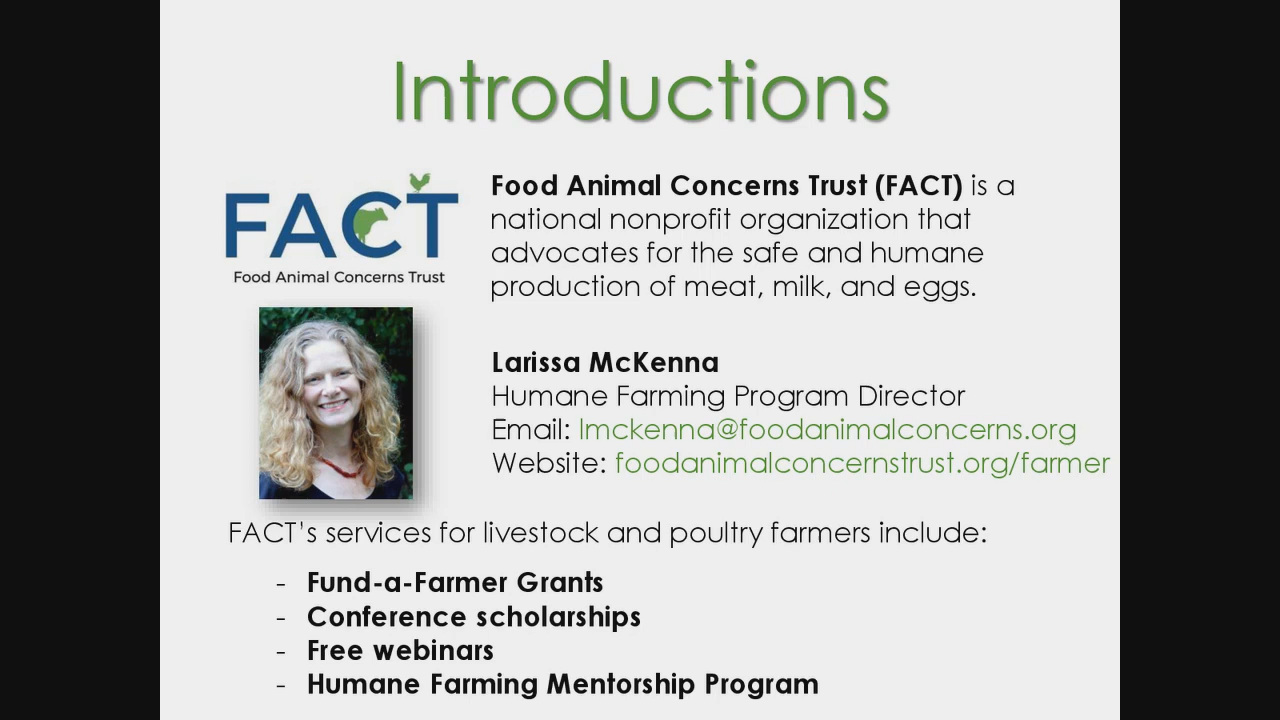 Introductions
FACT
Food Animal Concerns Trust
Food Animal Concerns Trust (FACT) is a
national nonprofit organization that
advocates for the safe and humane
production of meat, milk, and eggs.
Larissa McKenna
Humane Farming Program Director
Email: lmckenna@foodanimalconcerns.org
Website: foodanimalconcernstrust.org/farmer
FACT's services for livestock and poultry farmers include:
- Fund-a-Farmer Grants
- Conference scholarships
- Free webinars
- Humane Farming Mentorship Program